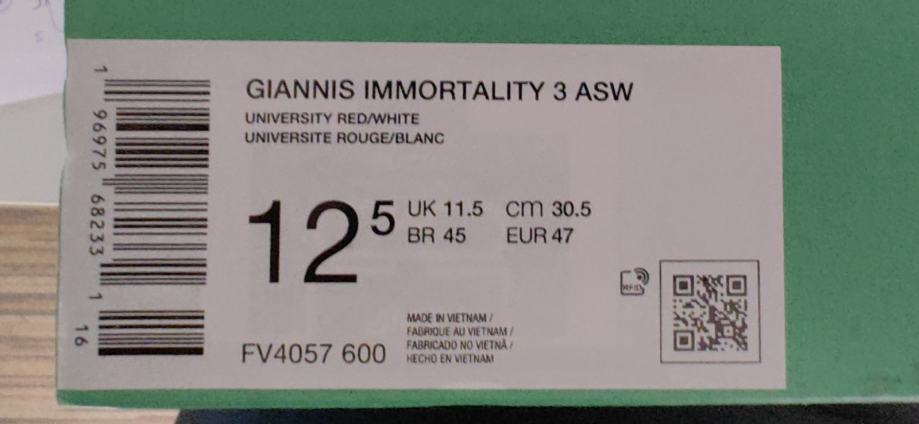 GIANNIS IMMORTALITY 3 ASW
UNIVERSITY RED/WHITE
UNIVERSITE ROUGE/BLANC
12 5
UK 11.5 cm 30.5
BR 45 EUR 47
RFID
MADE IN VIETNAM /
FABRIQUE AU VIETNAM /
FABRICADO NO VIETNÃ /
HECHO EN VIETNAM
FV4057 600
1 96975 68233 1 16